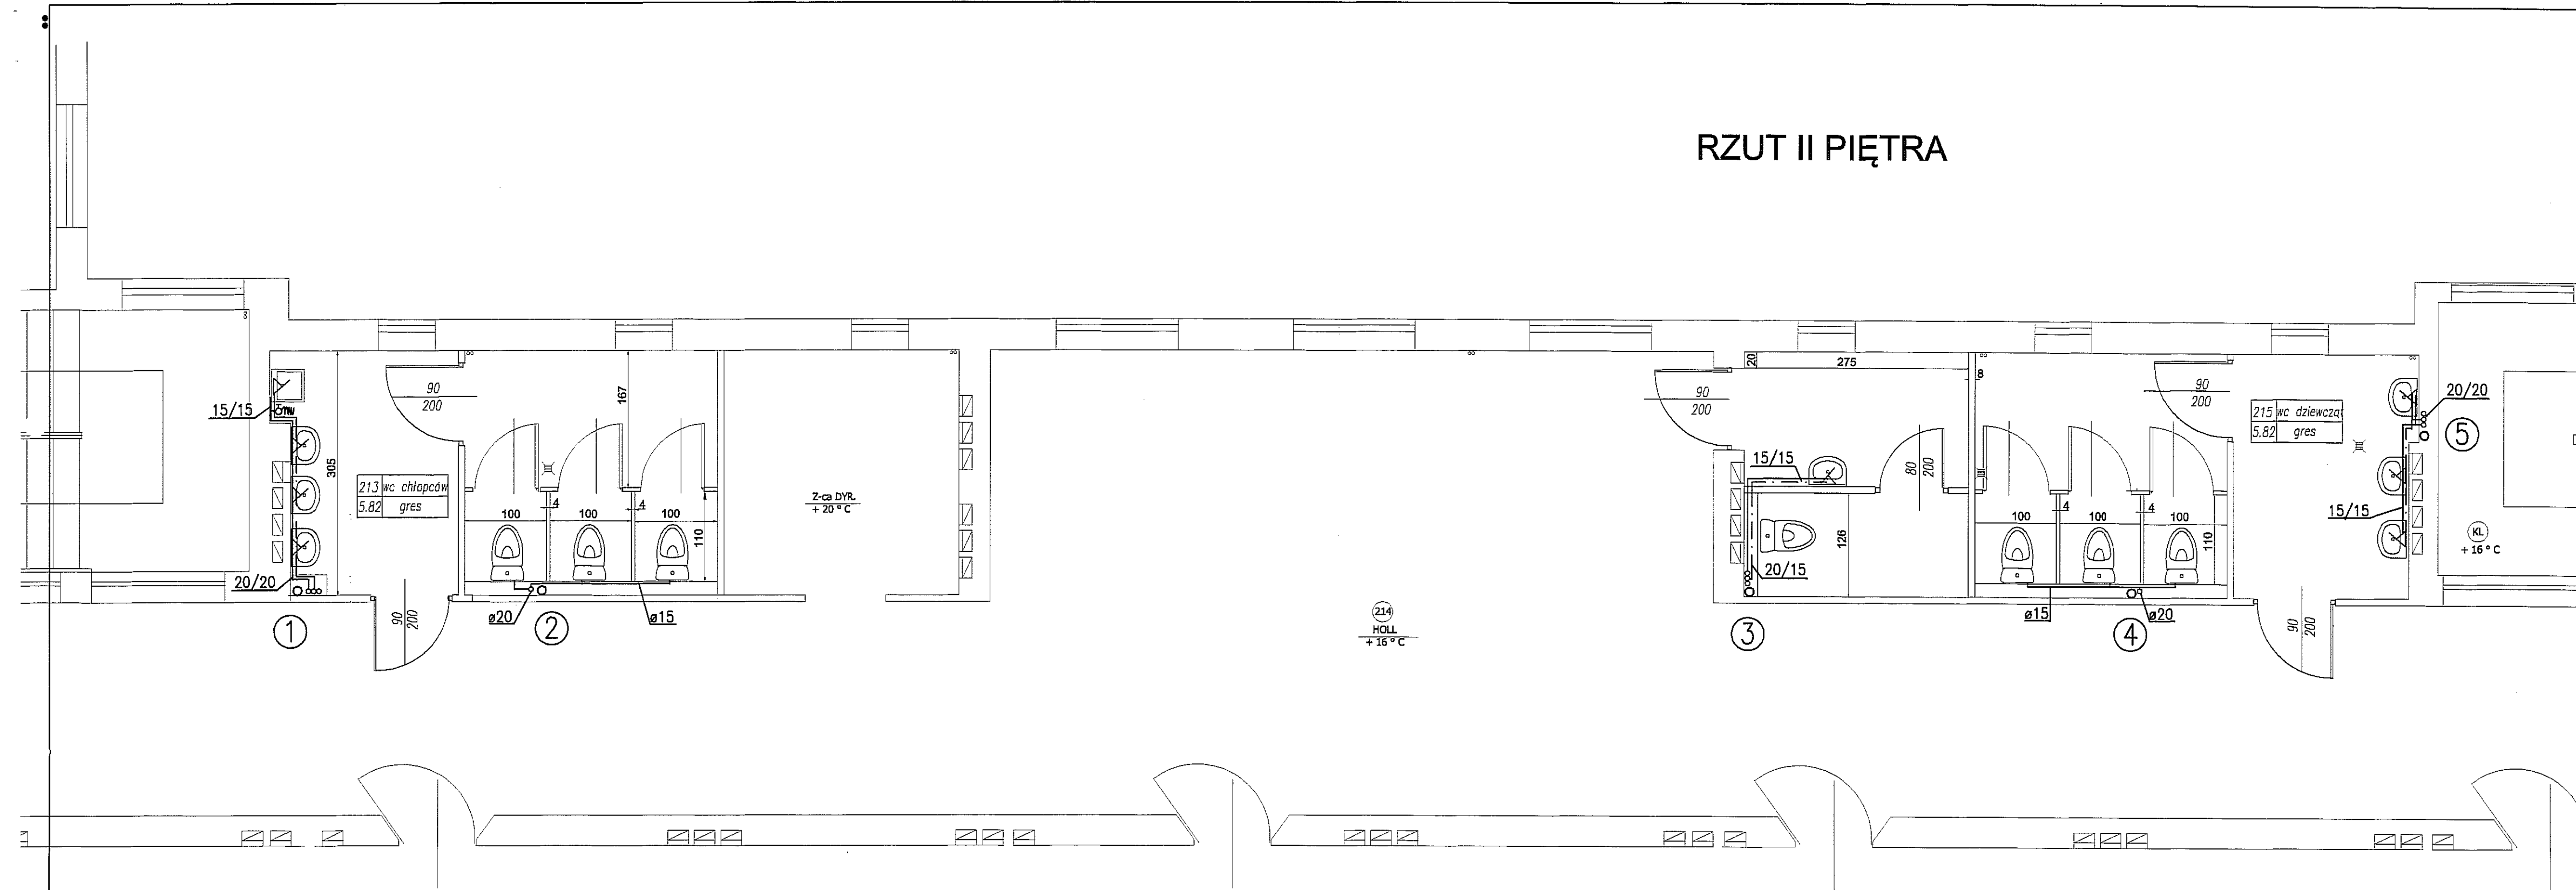 RZUT II PIĘTRA
15/15
305
213 wc chłopców
5.82 gres
20/20
1
90
200
90
200
167
4
4
100
100
100
110
ø20
2
ø15
Z-ca DYR.
+ 20 ° C
214
HOLL
+ 16 ° C
20
275
8
90
200
15/15
80
200
126
20/15
3
90
200
4
4
100
100
100
110
ø15
4
ø20
215 wc dziewcząt
5.82 gres
20/20
5
15/15
90
200
KL
+ 16 ° C